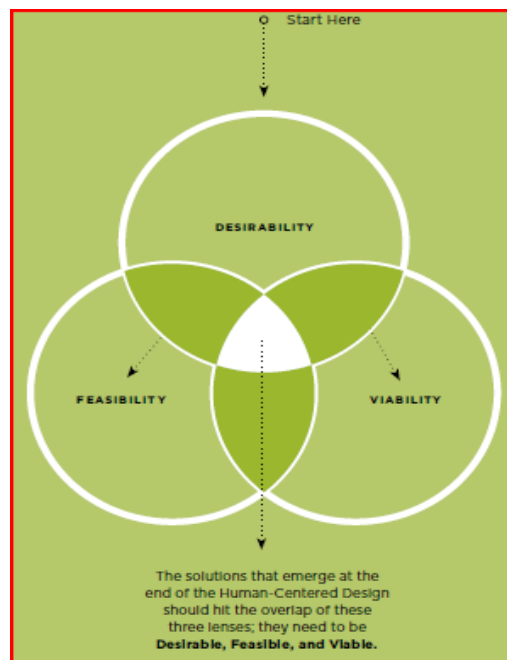 Start Here
DESIRABILITY
FEASIBILITY
VIABILITY
The solutions that emerge at the
end of the Human-Centered Design
should hit the overlap of these
three lenses; they need to be
Desirable, Feasible, and Viable.